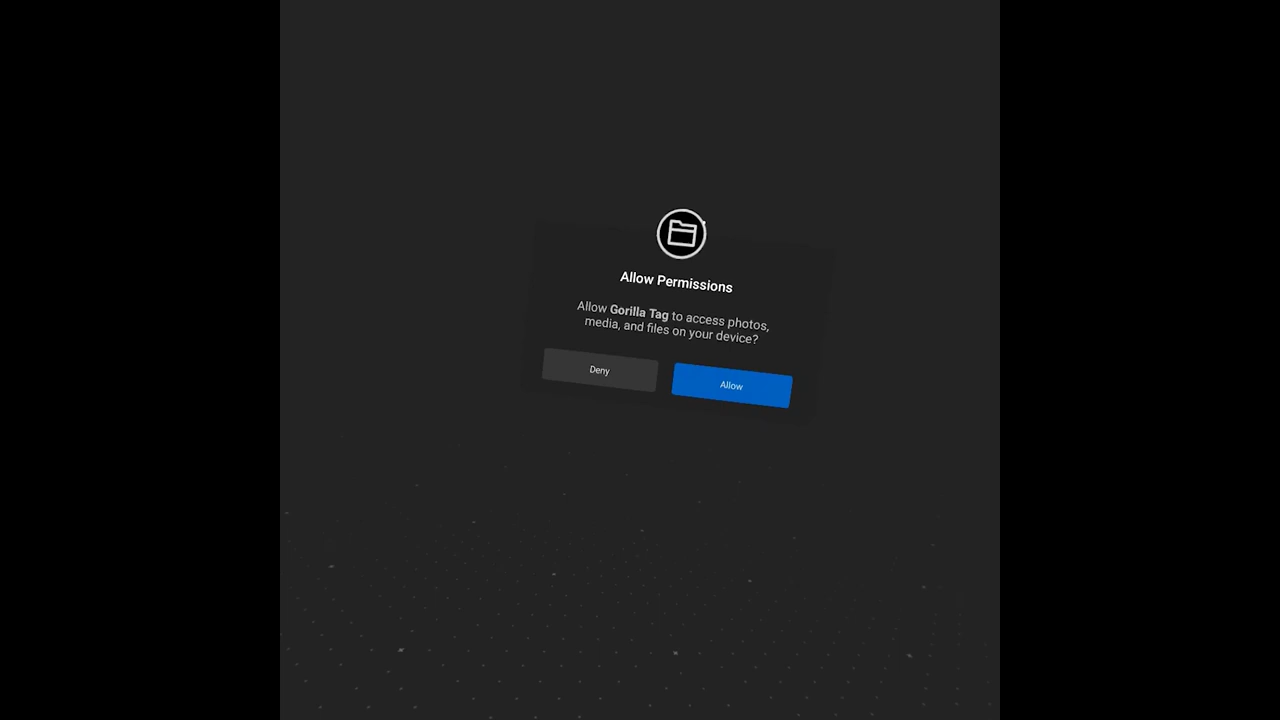 Allow Permissions
Allow Gorilla Tag to access photos,
media, and files on your device?
Deny
Allow